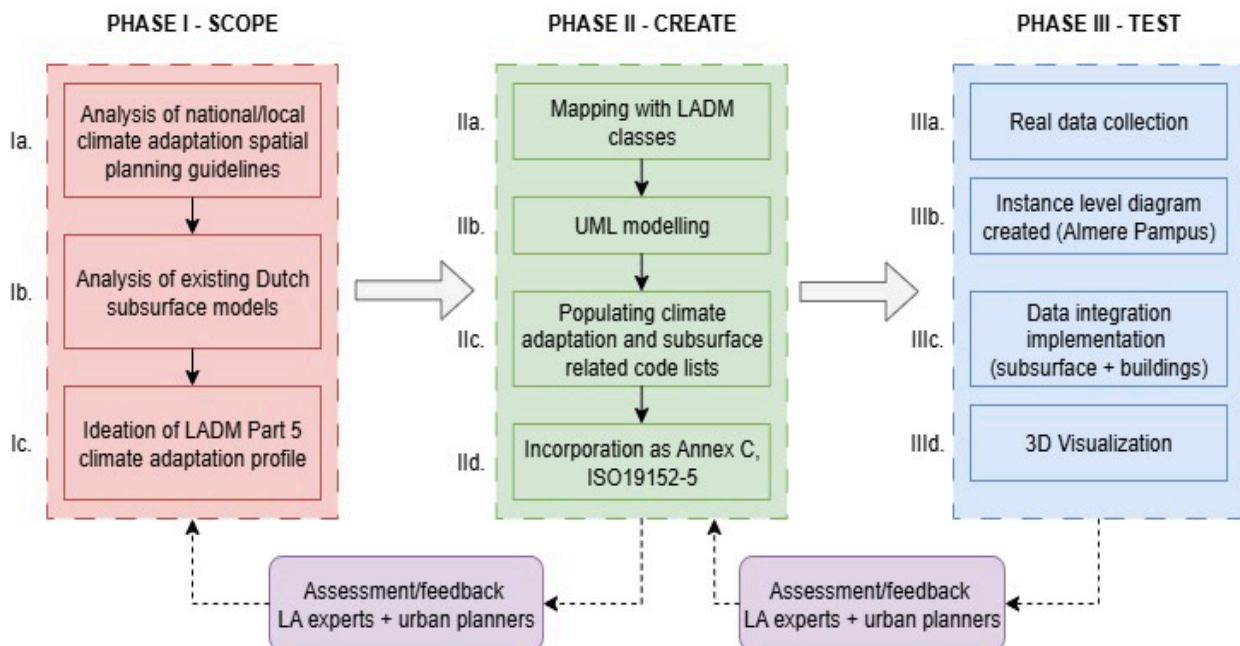 PHASE I - SCOPE
Ia.
Analysis of national/local
climate adaptation spatial
planning guidelines
Ib.
Analysis of existing Dutch
subsurface models
Ic.
Ideation of LADM Part 5
climate adaptation profile
PHASE II - CREATE
IIa.
Mapping with LADM
classes
IIb.
UML modelling
IIc.
Populating climate
adaptation and subsurface
related code lists
IId.
Incorporation as Annex C,
ISO19152-5
PHASE III - TEST
IIIa.
Real data collection
IIIb.
Instance level diagram
created (Almere Pampus)
IIIc.
Data integration
implementation
(subsurface + buildings)
IIId.
3D Visualization
Assessment/feedback
LA experts + urban planners
Assessment/feedback
LA experts + urban planners